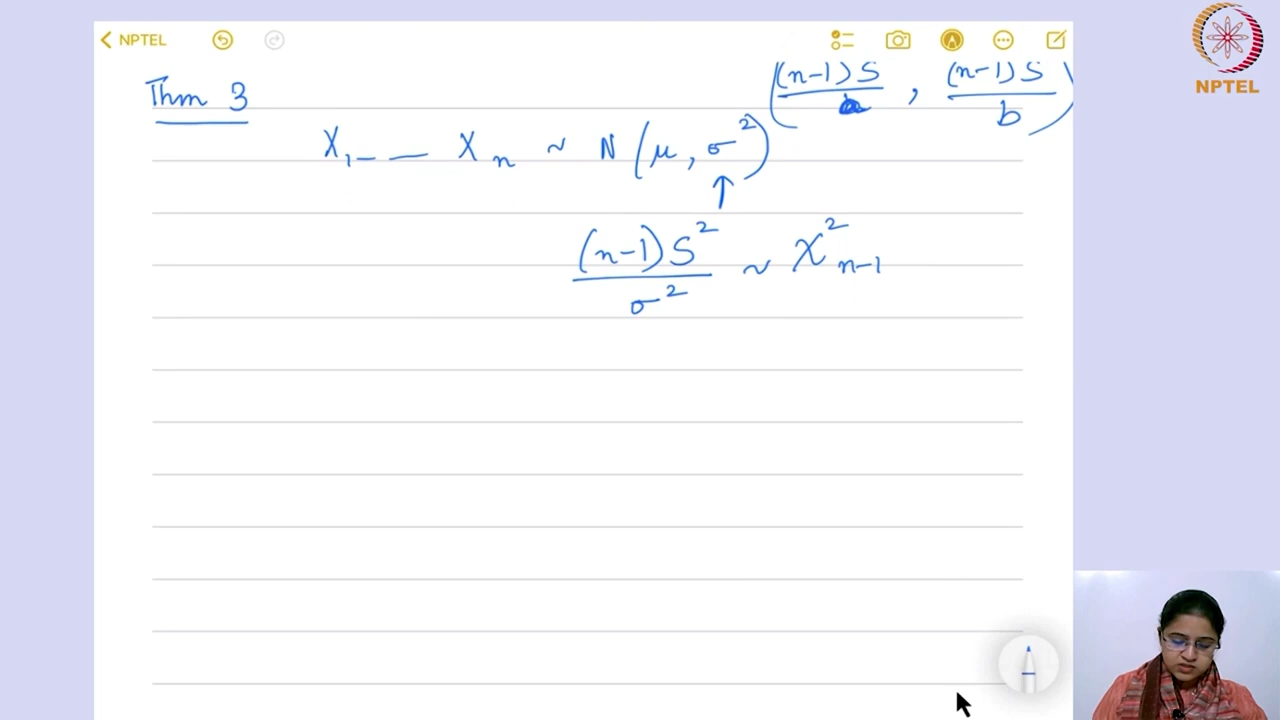 NPTEL
NPTEL
Thm 3
( (n-1) S / , (n-1) S / b )
X₁ — — Xₙ ~ N(μ, σ²)
↑
(n-1) S² / σ² ~ χ²ₙ₋₁